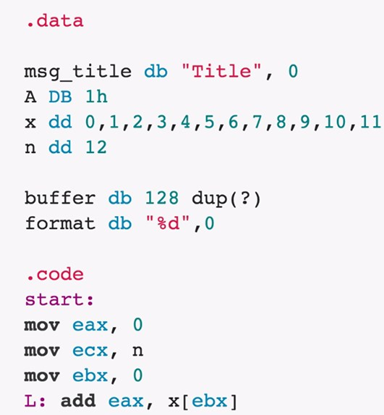 .data
msg_title db "Title", 0
A DB 1h
x dd 0,1,2,3,4,5,6,7,8,9,10,11
n dd 12
buffer db 128 dup(?)
format db "%d",0
.code
start:
mov eax, 0
mov ecx, n
mov ebx, 0
L: add eax, x[ebx]